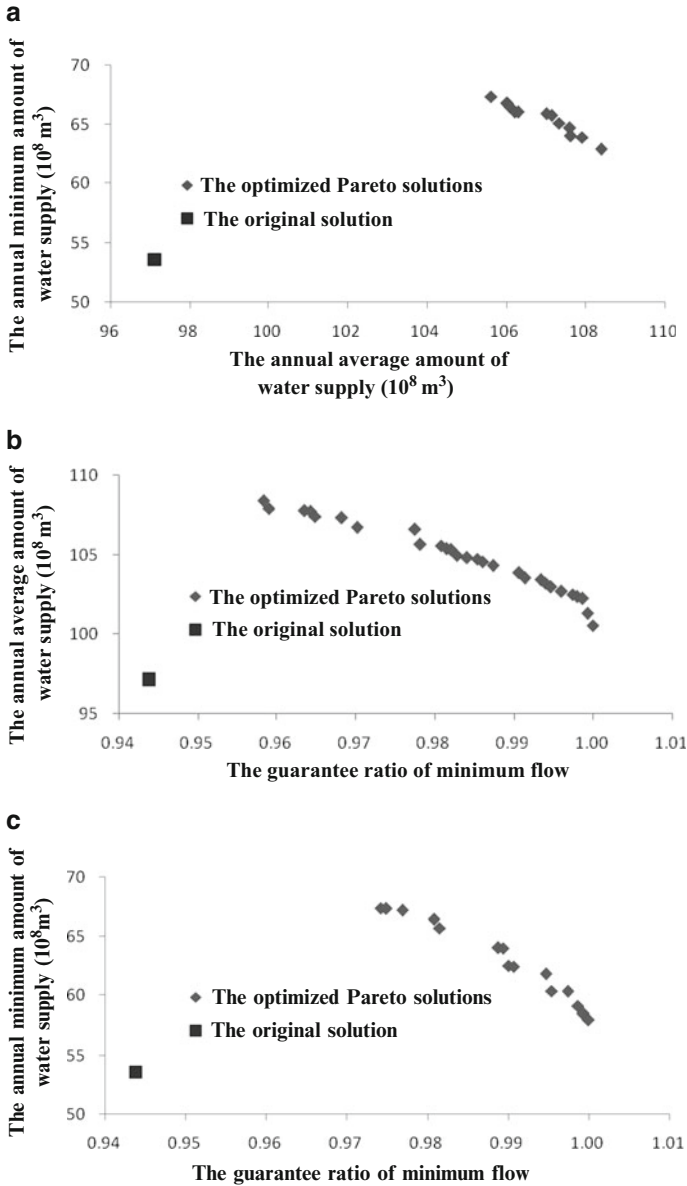 a
The annual minimum amount of
water supply (10⁸ m³)
70
65
60
55
50
The optimized Pareto solutions
The original solution
96
98
100
102
104
106
108
110
The annual average amount of
water supply (10⁸ m³)
b
The annual average amount of
water supply (10⁸ m³)
110
105
100
95
The optimized Pareto solutions
The original solution
0.94
0.95
0.96
0.97
0.98
0.99
1.00
1.01
The guarantee ratio of minimum flow
c
The annual minimum amount of
water supply (10⁸m³)
70
65
60
55
50
The optimized Pareto solutions
The original solution
0.94
0.95
0.96
0.97
0.98
0.99
1.00
1.01
The guarantee ratio of minimum flow